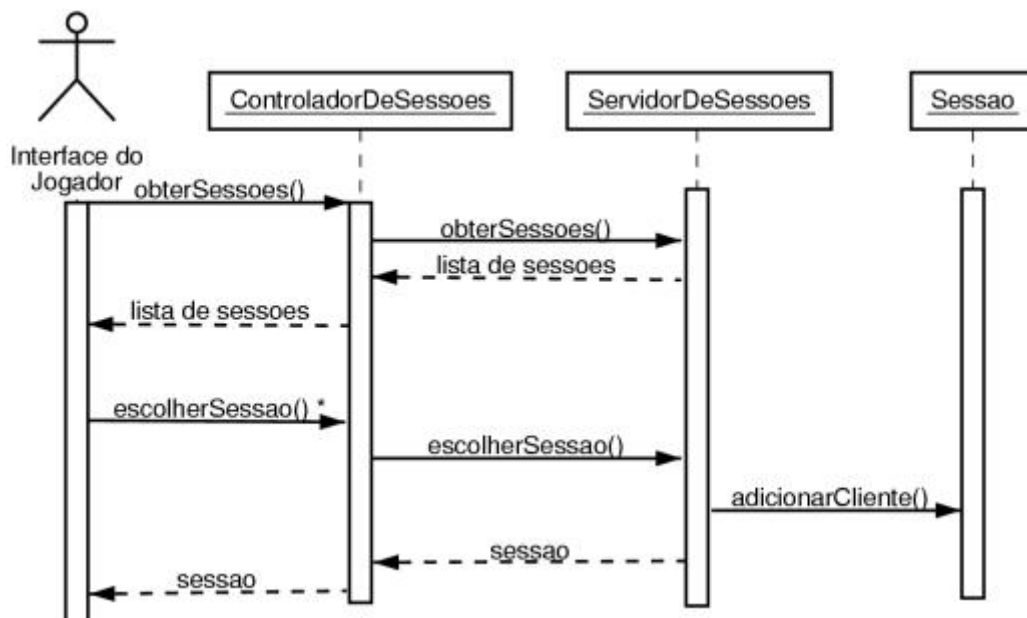 ControladorDeSessoes
ServidorDeSessoes
Sessao
Interface do
Jogador
obterSessoes()
obterSessoes()
lista de sessoes
lista de sessoes
escolherSessao() *
escolherSessao()
adicionarCliente()
sessao
sessao